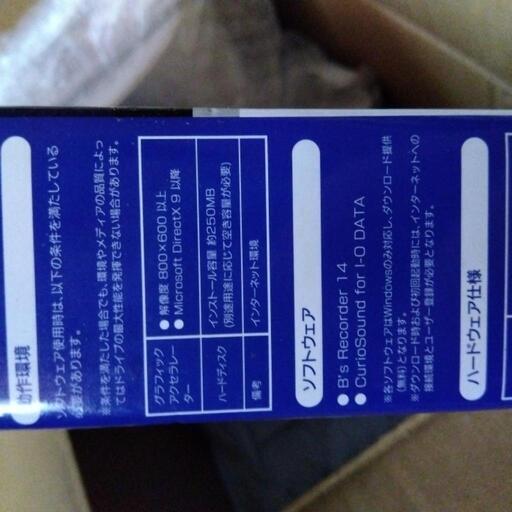 動作環境
ソフトウェア使用時は、以下の条件を満たしている
必要があります。
※条件を満たした場合でも、環境やメディアの品質によっ
てはドライブの最大性能を発揮できない場合があります。
グラフィック
アクセラレー
ター
● 解像度 800×600 以上
● Microsoft DirectX 9 以降
ハードディスク
インストール容量 約250MB
(別途用途に応じて空き容量が必要)
備考
インターネット環境
ソフトウェア
● B's Recorder 14
● CurioSound for I-O DATA
※各ソフトウェアはWindowsのみ対応し、ダウンロード提供
(無料)となります。
※ダウンロード時および初回起動時には、インターネットへの
接続環境とユーザー登録が必要となります。
ハードウェア仕様